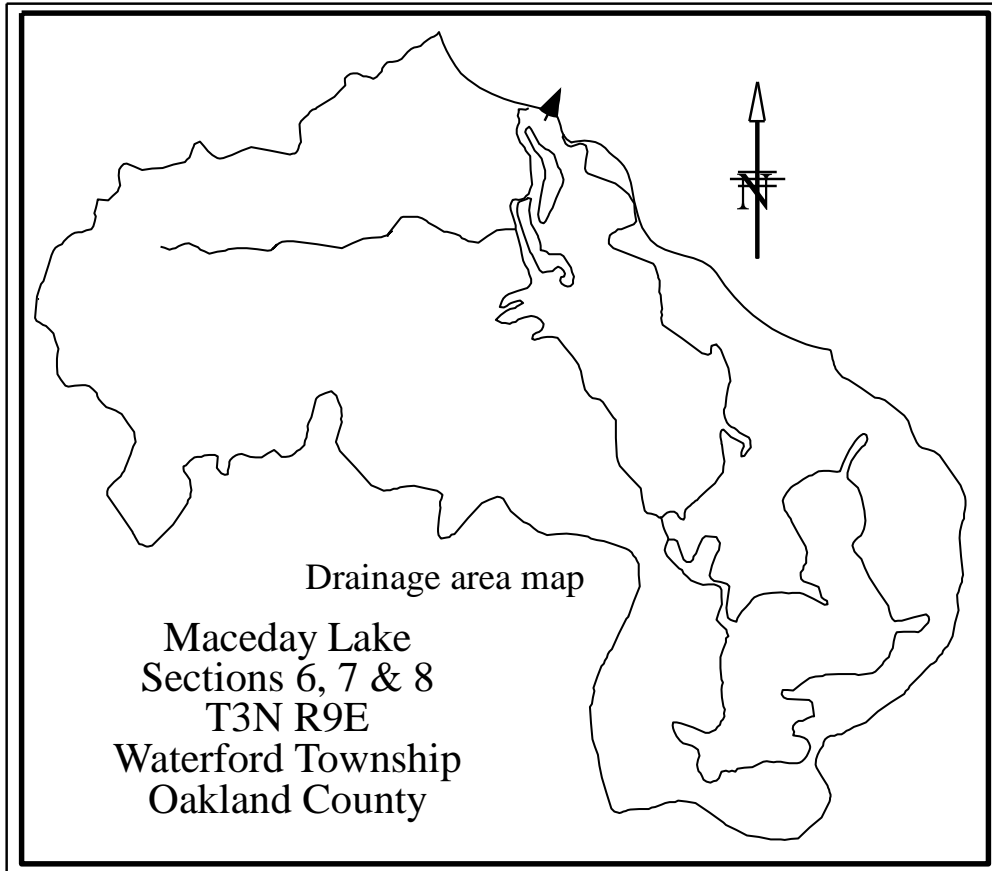 N
Drainage area map
Maceday Lake
Sections 6, 7 & 8
T3N R9E
Waterford Township
Oakland County